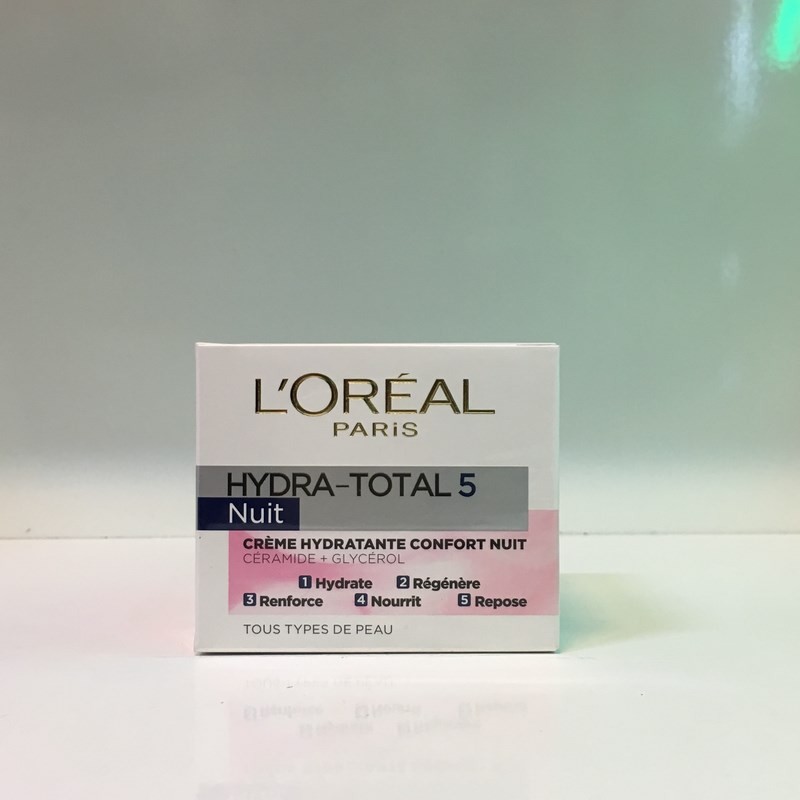 L'ORÉAL
PARiS
HYDRA-TOTAL 5
Nuit
CRÈME HYDRATANTE CONFORT NUIT
CÉRAMIDE + GLYCÉROL
1 Hydrate 2 Régénère
3 Renforce 4 Nourrit 5 Repose
TOUS TYPES DE PEAU